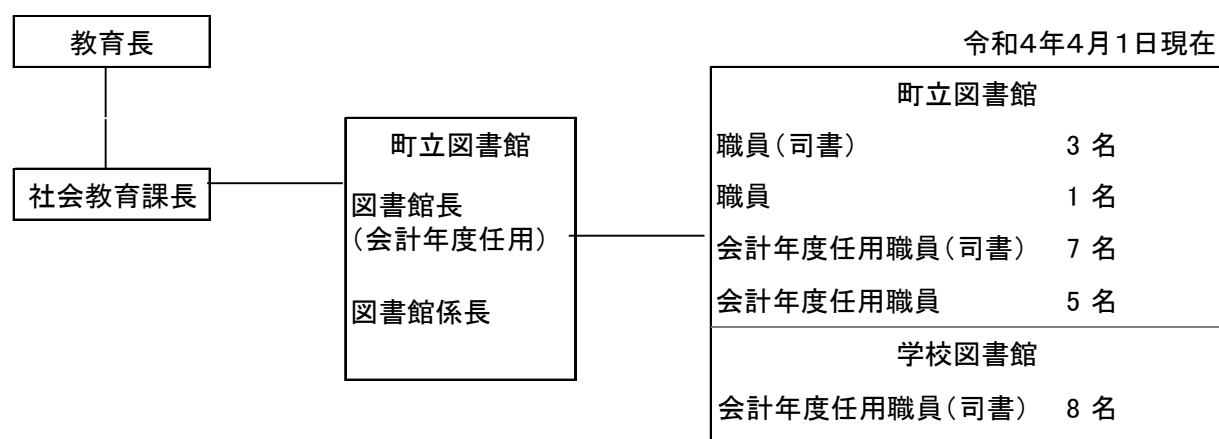 教育長
令和4年4月1日現在
社会教育課長
町立図書館
図書館長
（会計年度任用）
図書館係長
町立図書館
職員（司書） 3 名
職員 1 名
会計年度任用職員（司書） 7 名
会計年度任用職員 5 名
学校図書館
会計年度任用職員（司書） 8 名